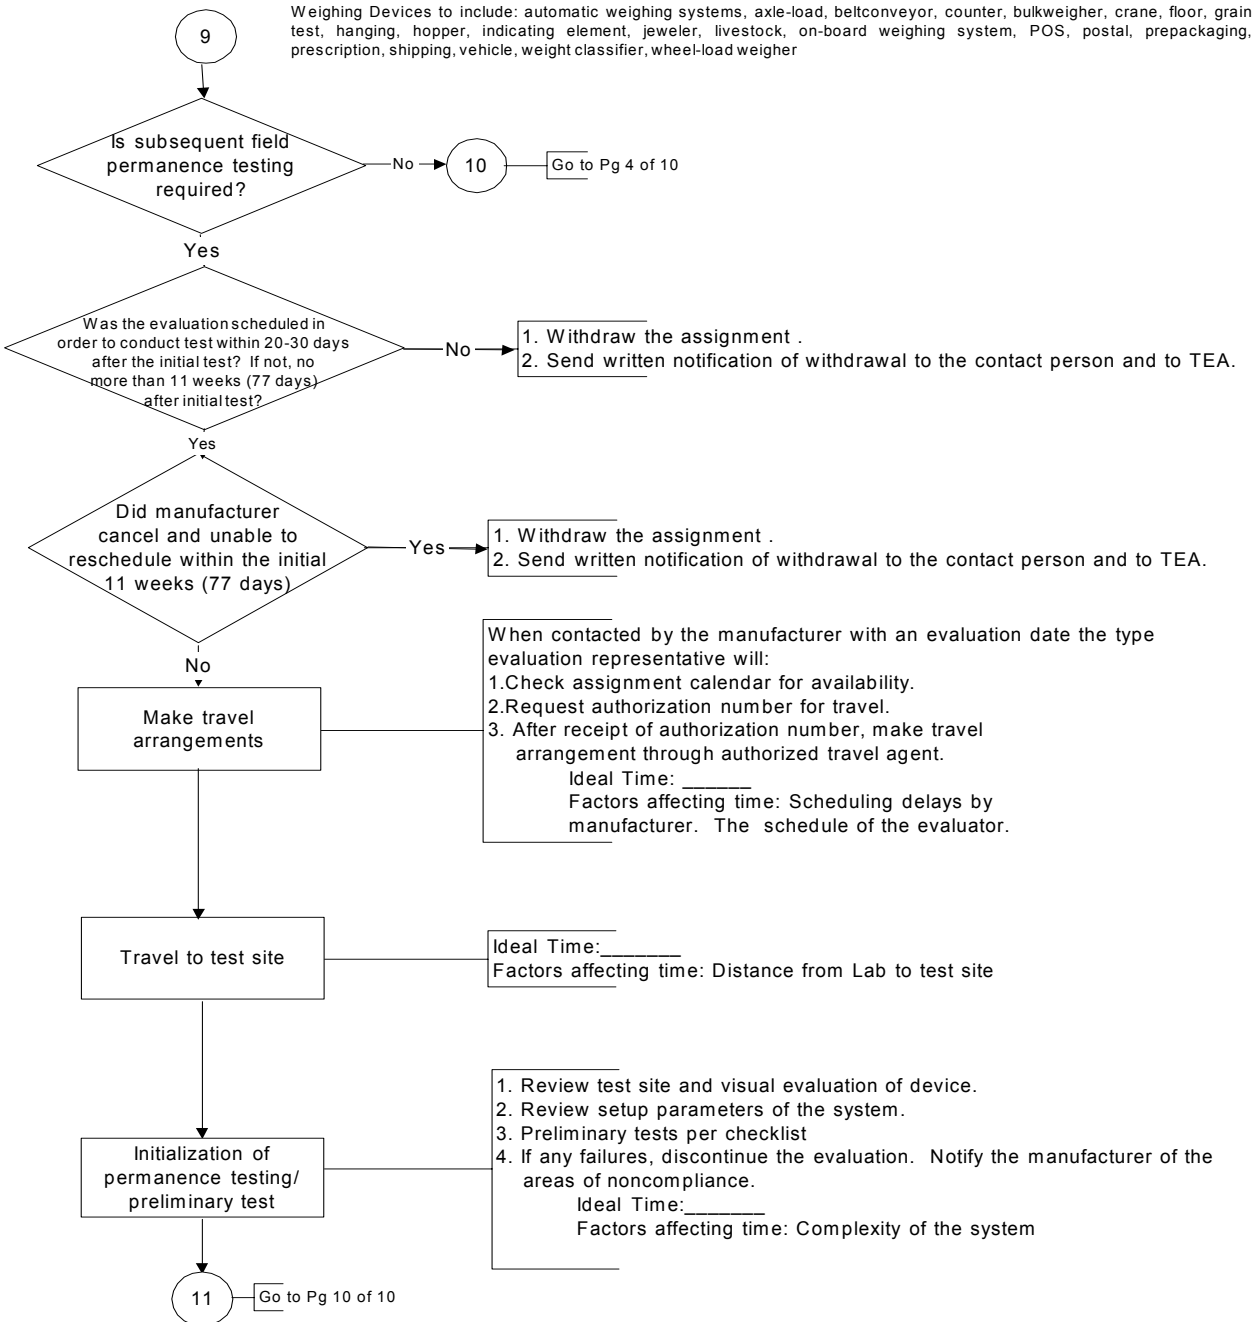 Weighing Devices to include: automatic weighing systems, axle-load, beltconveyor, counter, bulkweigher, crane, floor, grain
test, hanging, hopper, indicating element, jeweler, livestock, on-board weighing system, POS, postal, prepackaging,
prescription, shipping, vehicle, weight classifier, wheel-load weigher
9
Is subsequent field
permanence testing
required?
No
10
Go to Pg 4 of 10
Yes
Was the evaluation scheduled in
order to conduct test within 20-30 days
after the initial test? If not, no
more than 11 weeks (77 days)
after initial test?
No
1. Withdraw the assignment .
2. Send written notification of withdrawal to the contact person and to TEA.
Yes
Did manufacturer
cancel and unable to
reschedule within the initial
11 weeks (77 days)
Yes
1. Withdraw the assignment .
2. Send written notification of withdrawal to the contact person and to TEA.
No
Make travel
arrangements
When contacted by the manufacturer with an evaluation date the type
evaluation representative will:
1.Check assignment calendar for availability.
2.Request authorization number for travel.
3. After receipt of authorization number, make travel
arrangement through authorized travel agent.
Ideal Time: ______
Factors affecting time: Scheduling delays by
manufacturer. The schedule of the evaluator.
Travel to test site
Ideal Time:_______
Factors affecting time: Distance from Lab to test site
Initialization of
permanence testing/
preliminary test
1. Review test site and visual evaluation of device.
2. Review setup parameters of the system.
3. Preliminary tests per checklist
4. If any failures, discontinue the evaluation. Notify the manufacturer of the
areas of noncompliance.
Ideal Time:_______
Factors affecting time: Complexity of the system
11
Go to Pg 10 of 10